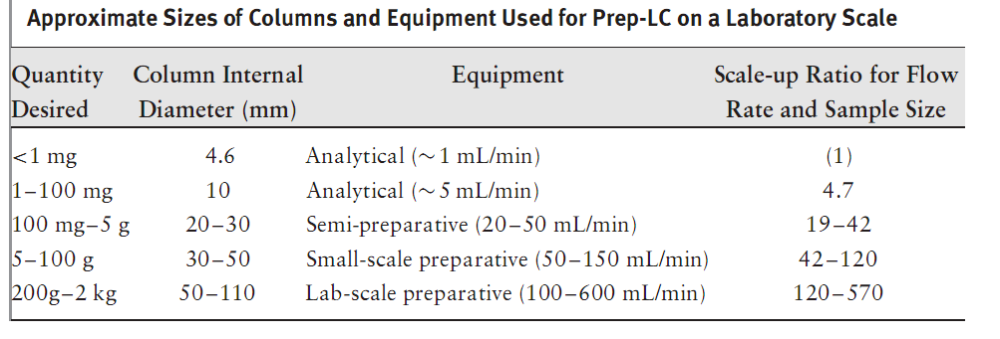 Approximate Sizes of Columns and Equipment Used for Prep-LC on a Laboratory Scale
Quantity Column Internal Equipment Scale-up Ratio for Flow
Desired Diameter (mm) Rate and Sample Size
<1 mg 4.6 Analytical (∼1 mL/min) (1)
1–100 mg 10 Analytical (∼5 mL/min) 4.7
100 mg–5 g 20–30 Semi-preparative (20–50 mL/min) 19–42
5–100 g 30–50 Small-scale preparative (50–150 mL/min) 42–120
200g–2 kg 50–110 Lab-scale preparative (100–600 mL/min) 120–570